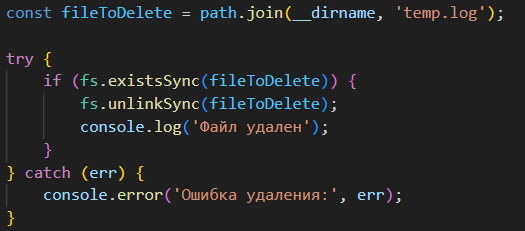 const fileToDelete = path.join(__dirname, 'temp.log');
try {
if (fs.existsSync(fileToDelete)) {
fs.unlinkSync(fileToDelete);
console.log('Файл удален');
}
} catch (err) {
console.error('Ошибка удаления:', err);
}